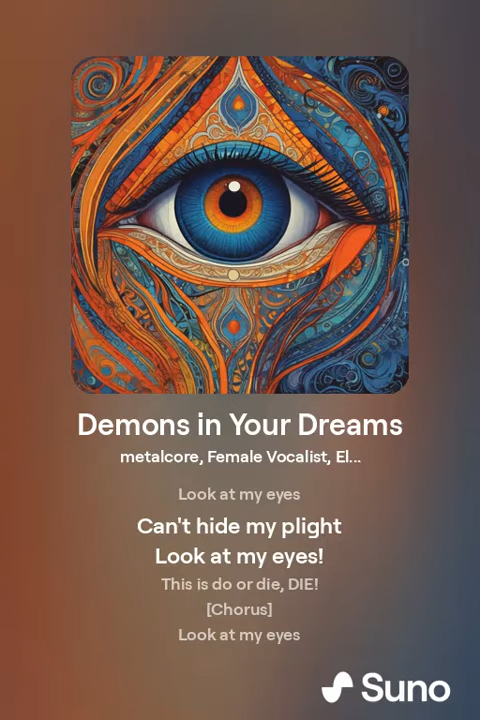 Demons in Your Dreams
metalcore, Female Vocalist, El...
Look at my eyes
Can't hide my plight
Look at my eyes!
This is do or die, DIE!
[Chorus]
Look at my eyes
Suno